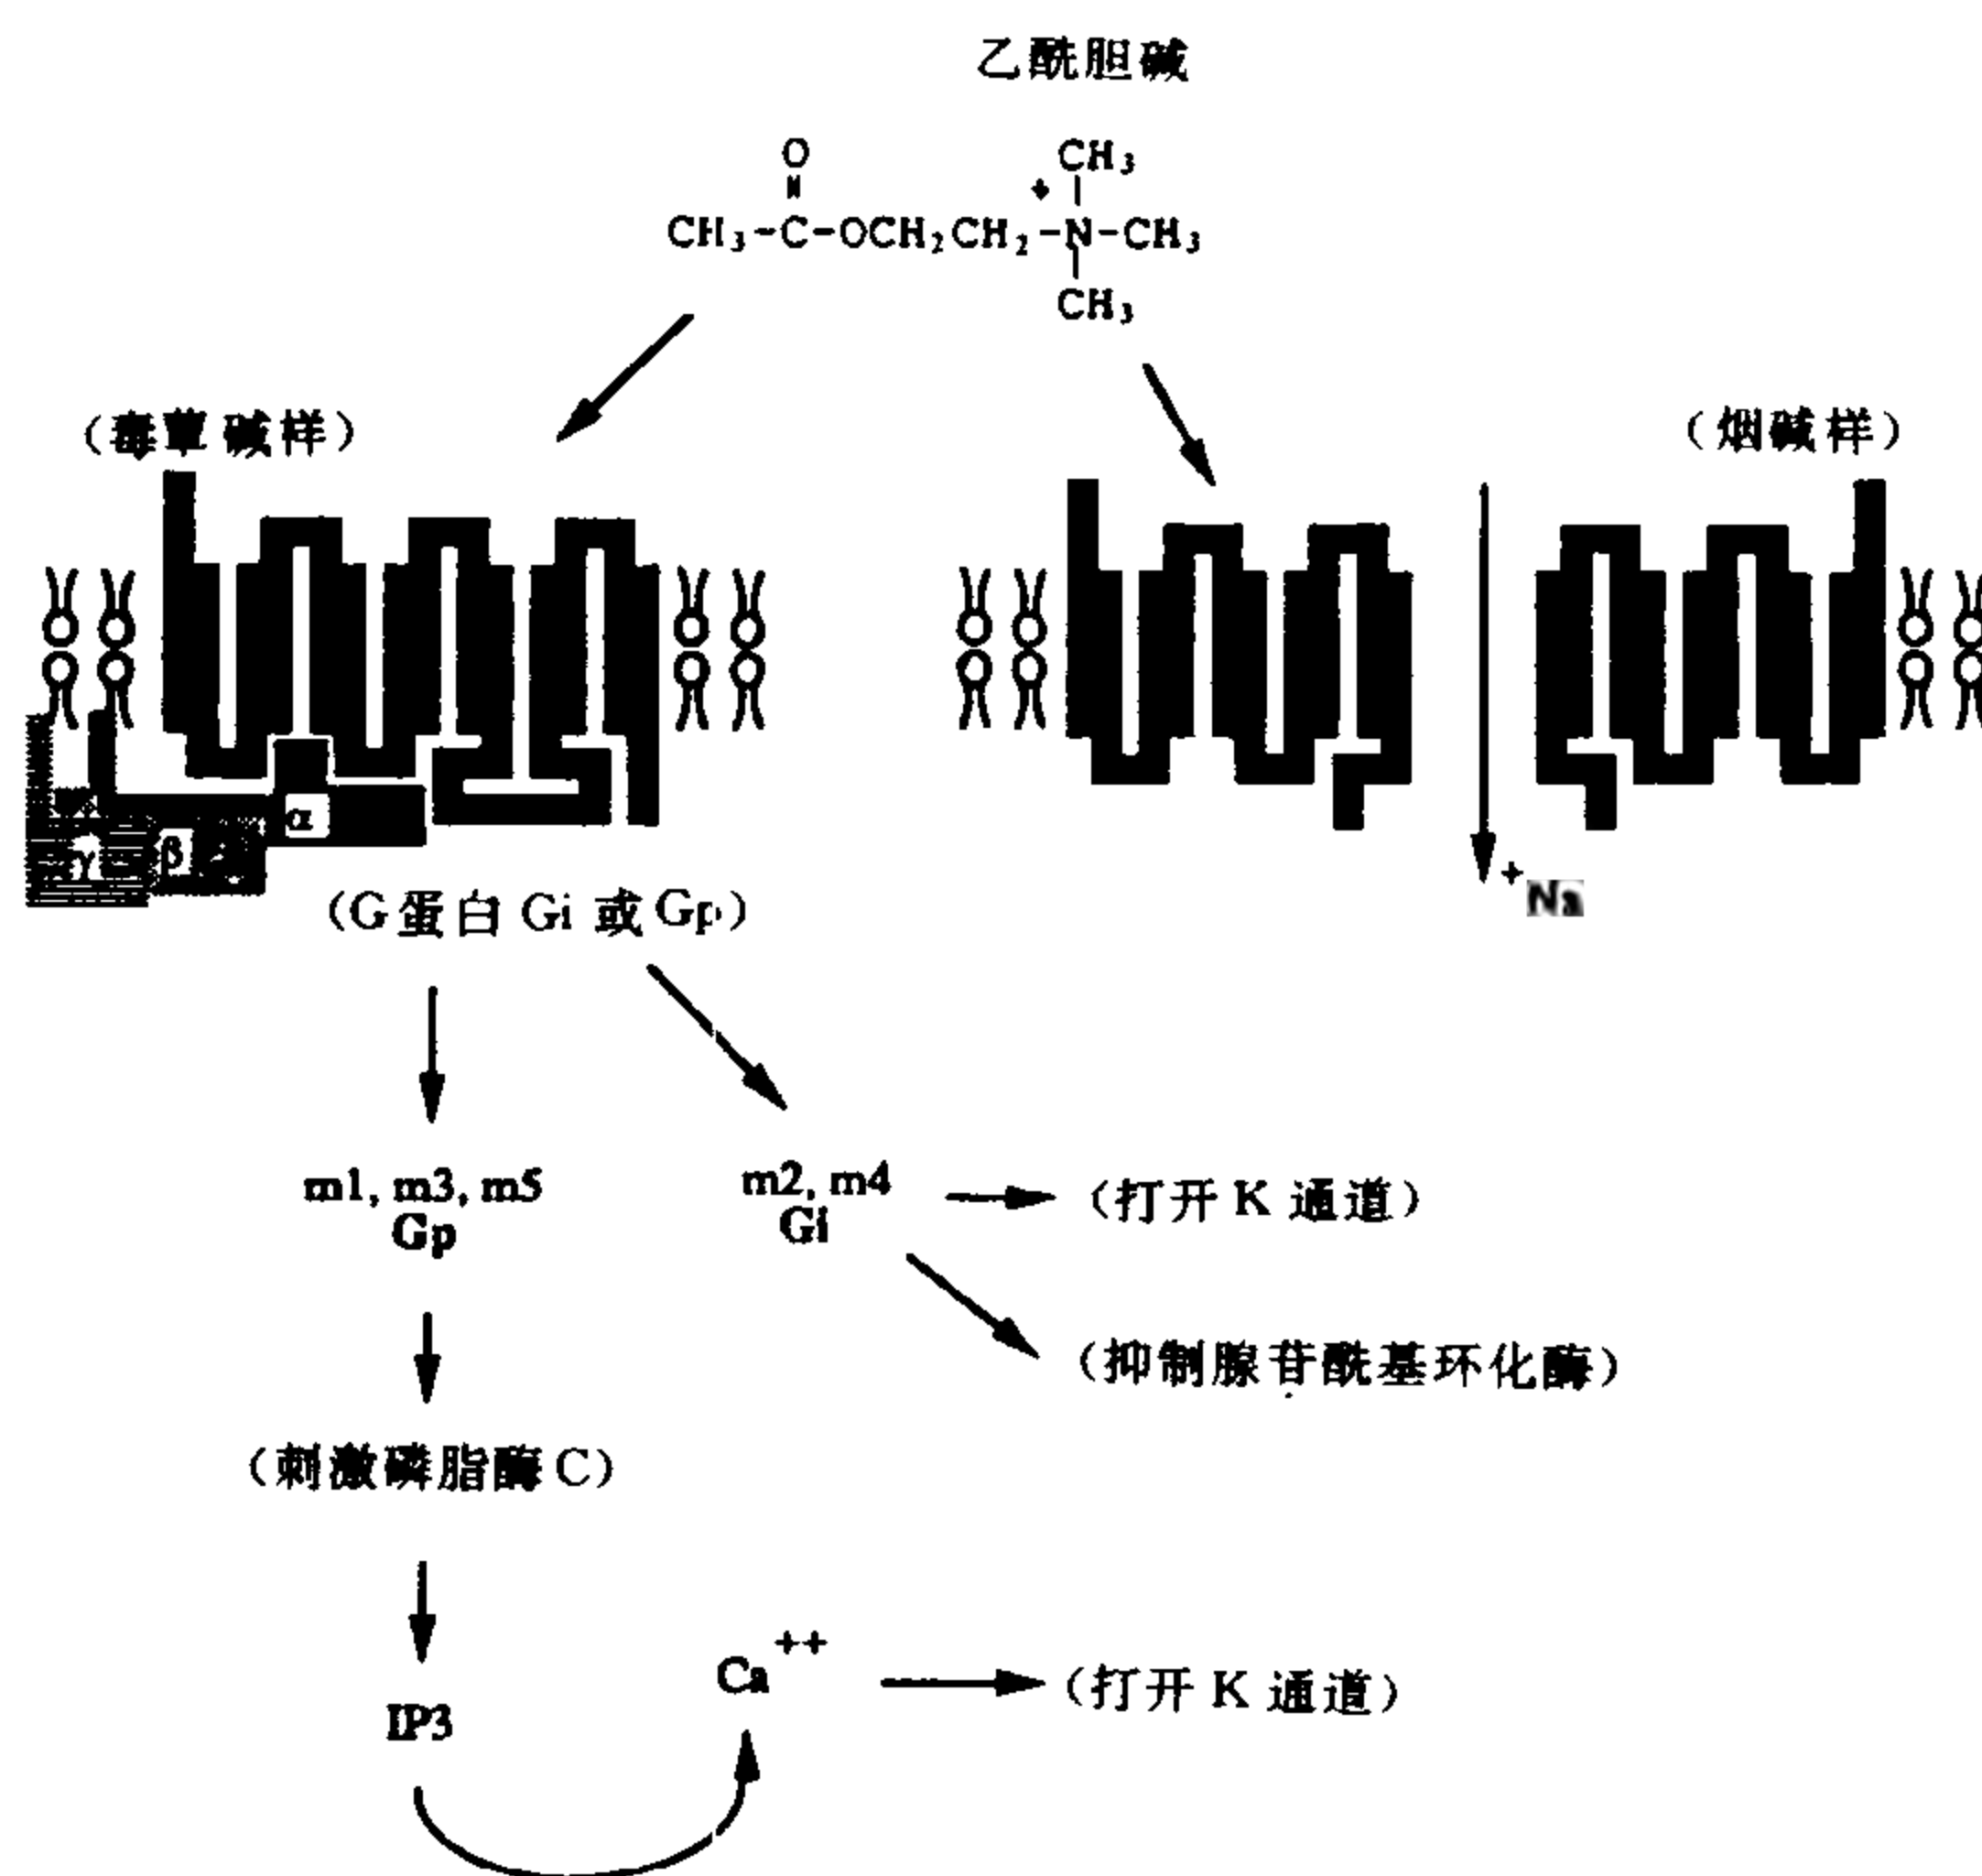 乙酰胆碱
O
CH3
+
CH3-C-OCH2CH2-N-CH3
CH3
(毒蕈碱样)
(烟碱样)
α
γ
β
+
Na
(G蛋白Gi或Gp)
m1, m3, m5
Gp
m2, m4
Gi
(打开K通道)
(抑制腺苷酰基环化酶)
(刺激磷脂酶C)
IP3
Ca++
(打开K通道)